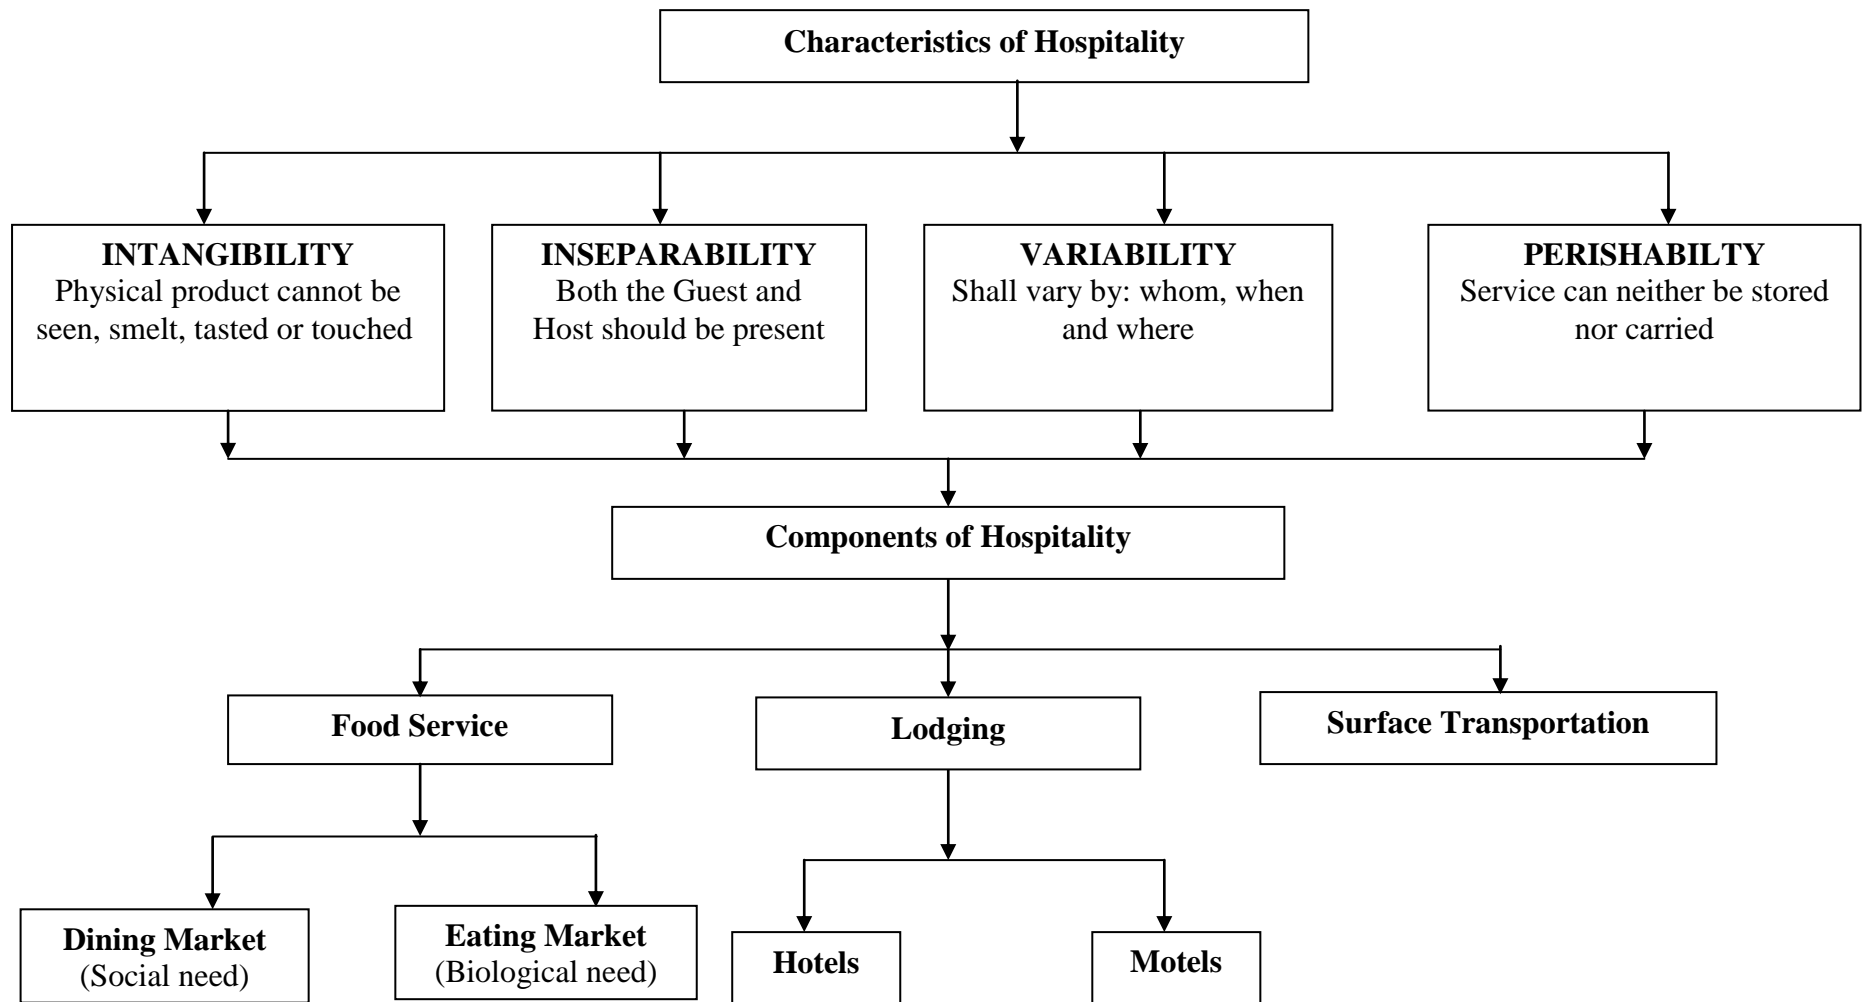 Characteristics of Hospitality
INTANGIBILITY
Physical product cannot be
seen, smelt, tasted or touched
INSEPARABILITY
Both the Guest and
Host should be present
VARIABILITY
Shall vary by: whom, when
and where
PERISHABILTY
Service can neither be stored
nor carried
Components of Hospitality
Food Service
Lodging
Surface Transportation
Dining Market
(Social need)
Eating Market
(Biological need)
Hotels
Motels